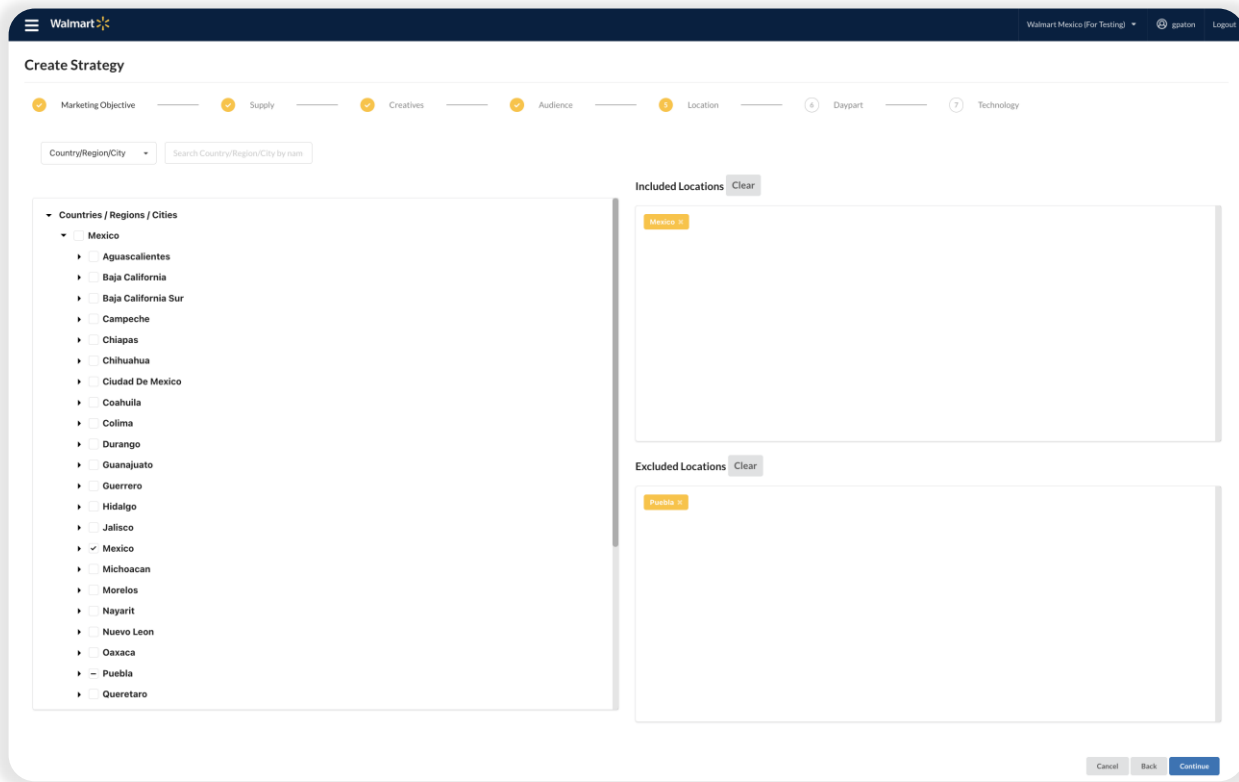 Walmart
Walmart Mexico (For Testing)
gpaton
Logout
Create Strategy
Marketing Objective
Supply
Creatives
Audience
5
Location
6
Daypart
7
Technology
Country/Region/City
Search Country/Region/City by nam
Countries / Regions / Cities
Mexico
Aguascalientes
Baja California
Baja California Sur
Campeche
Chiapas
Chihuahua
Ciudad De Mexico
Coahuila
Colima
Durango
Guanajuato
Guerrero
Hidalgo
Jalisco
Mexico
Michoacan
Morelos
Nayarit
Nuevo Leon
Oaxaca
Puebla
Queretaro
Included Locations Clear
Mexico ×
Excluded Locations Clear
Puebla ×
Cancel
Back
Continue